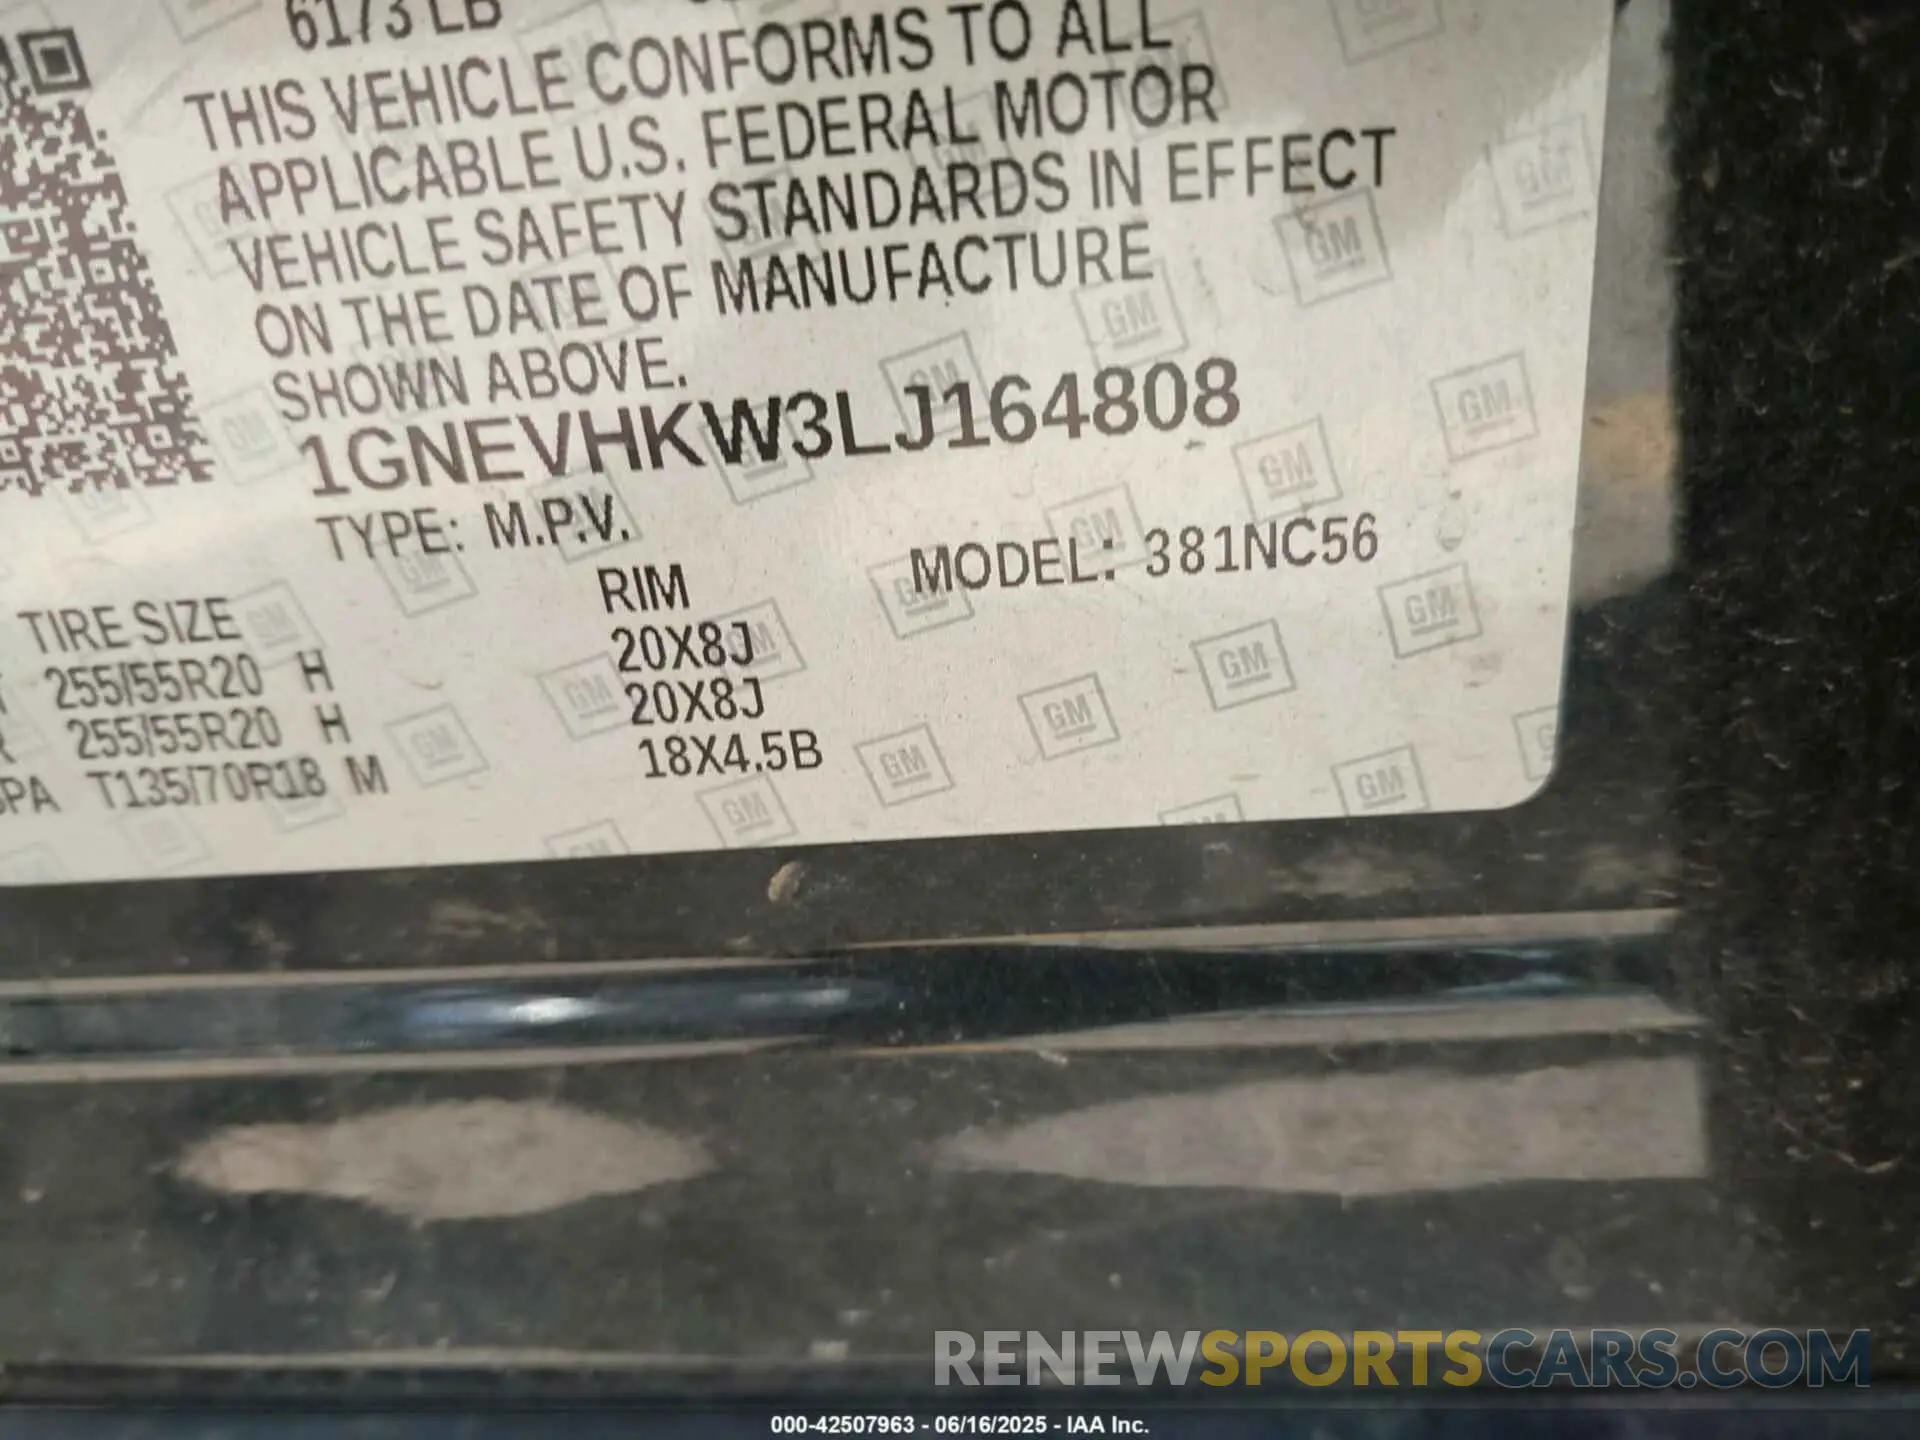 6173 LB
THIS VEHICLE CONFORMS TO ALL
APPLICABLE U.S. FEDERAL MOTOR
VEHICLE SAFETY STANDARDS IN EFFECT
ON THE DATE OF MANUFACTURE
SHOWN ABOVE.
1GNEVHKW3LJ164808
TYPE: M.P.V. MODEL: 381NC56
TIRE SIZE RIM
255/55R20 H 20X8J
255/55R20 H 20X8J
SPA T135/70R18 M 18X4.5B
RENEWSPORTSCARS.COM
000-42507963 - 06/16/2025 - IAA Inc.